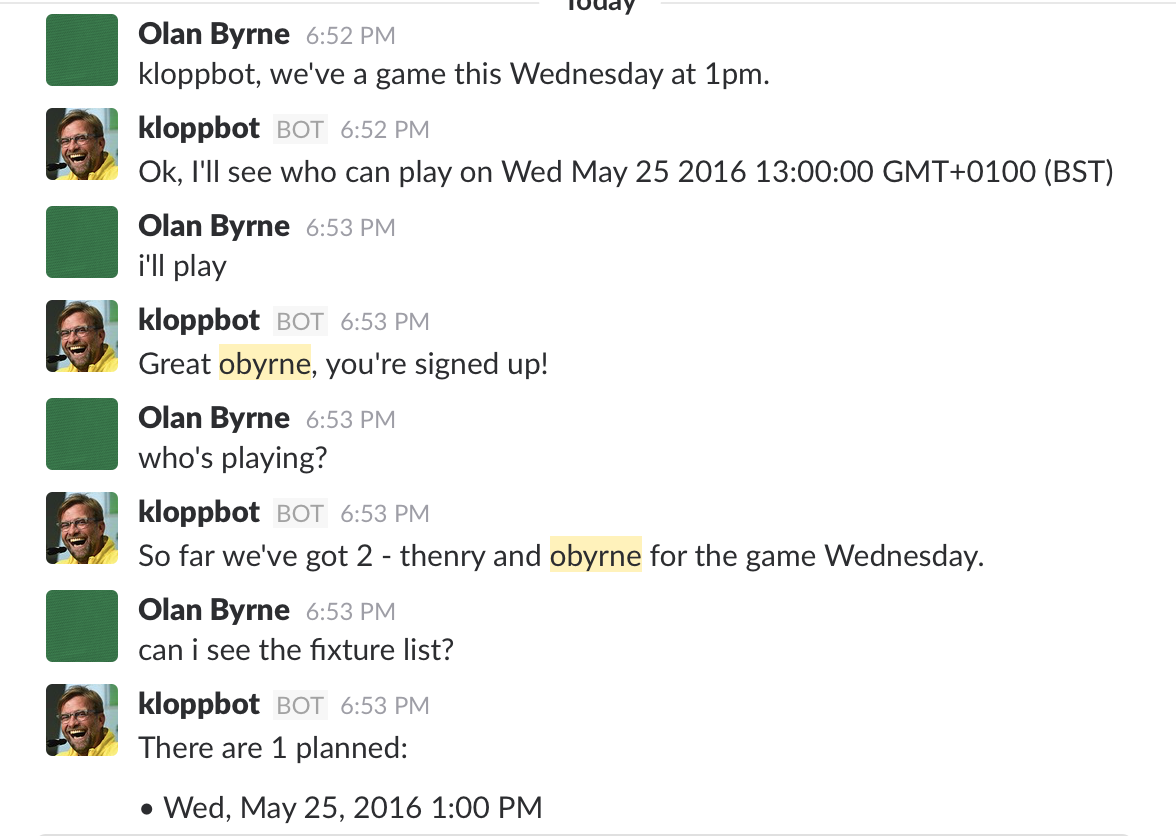 Today
Olan Byrne 6:52 PM
kloppbot, we've a game this Wednesday at 1pm.
kloppbot BOT 6:52 PM
Ok, I'll see who can play on Wed May 25 2016 13:00:00 GMT+0100 (BST)
Olan Byrne 6:53 PM
i'll play
kloppbot BOT 6:53 PM
Great obyrne, you're signed up!
Olan Byrne 6:53 PM
who's playing?
kloppbot BOT 6:53 PM
So far we've got 2 - thenry and obyrne for the game Wednesday.
Olan Byrne 6:53 PM
can i see the fixture list?
kloppbot BOT 6:53 PM
There are 1 planned:
• Wed, May 25, 2016 1:00 PM